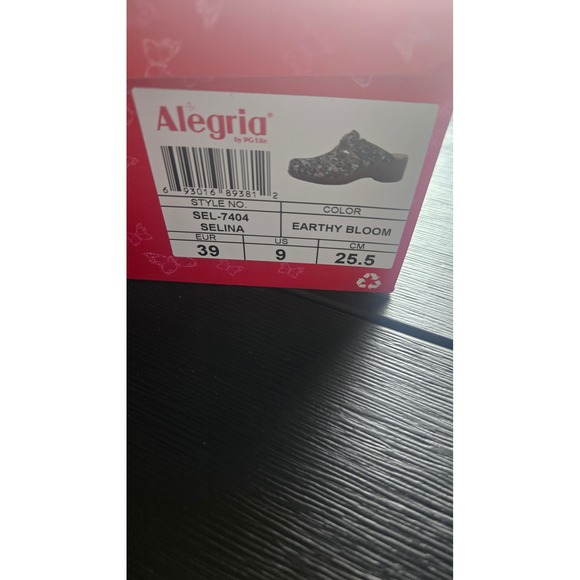 Alegria®
by PG Lite
6 93016 89381 2
STYLE NO.
COLOR
SEL-7404
SELINA
EARTHY BLOOM
EUR
US
CM
39
9
25.5